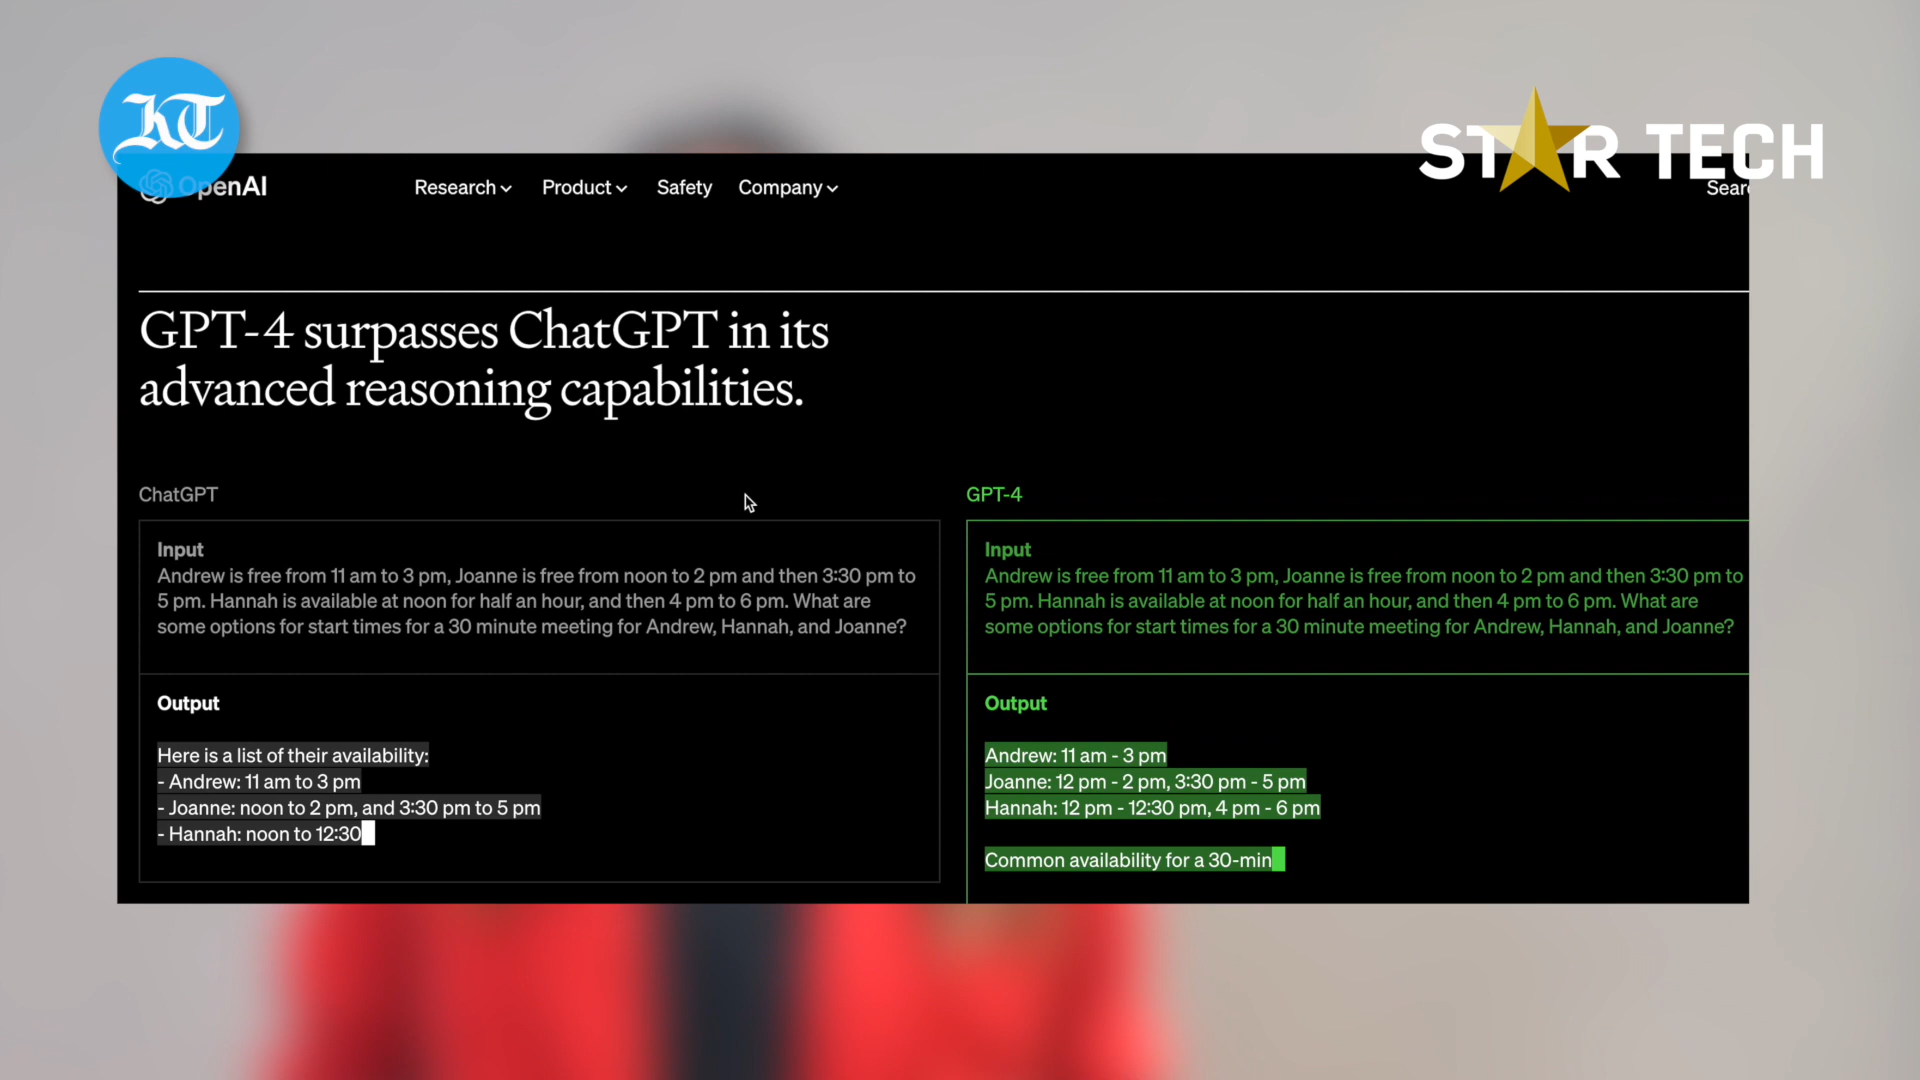 KT
STAR TECH
OpenAI
Research
Product
Safety
Company
Sear
GPT-4 surpasses ChatGPT in its
advanced reasoning capabilities.
ChatGPT
Input
Andrew is free from 11 am to 3 pm, Joanne is free from noon to 2 pm and then 3:30 pm to
5 pm. Hannah is available at noon for half an hour, and then 4 pm to 6 pm. What are
some options for start times for a 30 minute meeting for Andrew, Hannah, and Joanne?
Output
Here is a list of their availability:
- Andrew: 11 am to 3 pm
- Joanne: noon to 2 pm, and 3:30 pm to 5 pm
- Hannah: noon to 12:30
GPT-4
Input
Andrew is free from 11 am to 3 pm, Joanne is free from noon to 2 pm and then 3:30 pm to
5 pm. Hannah is available at noon for half an hour, and then 4 pm to 6 pm. What are
some options for start times for a 30 minute meeting for Andrew, Hannah, and Joanne?
Output
Andrew: 11 am - 3 pm
Joanne: 12 pm - 2 pm, 3:30 pm - 5 pm
Hannah: 12 pm - 12:30 pm, 4 pm - 6 pm
Common availability for a 30-min